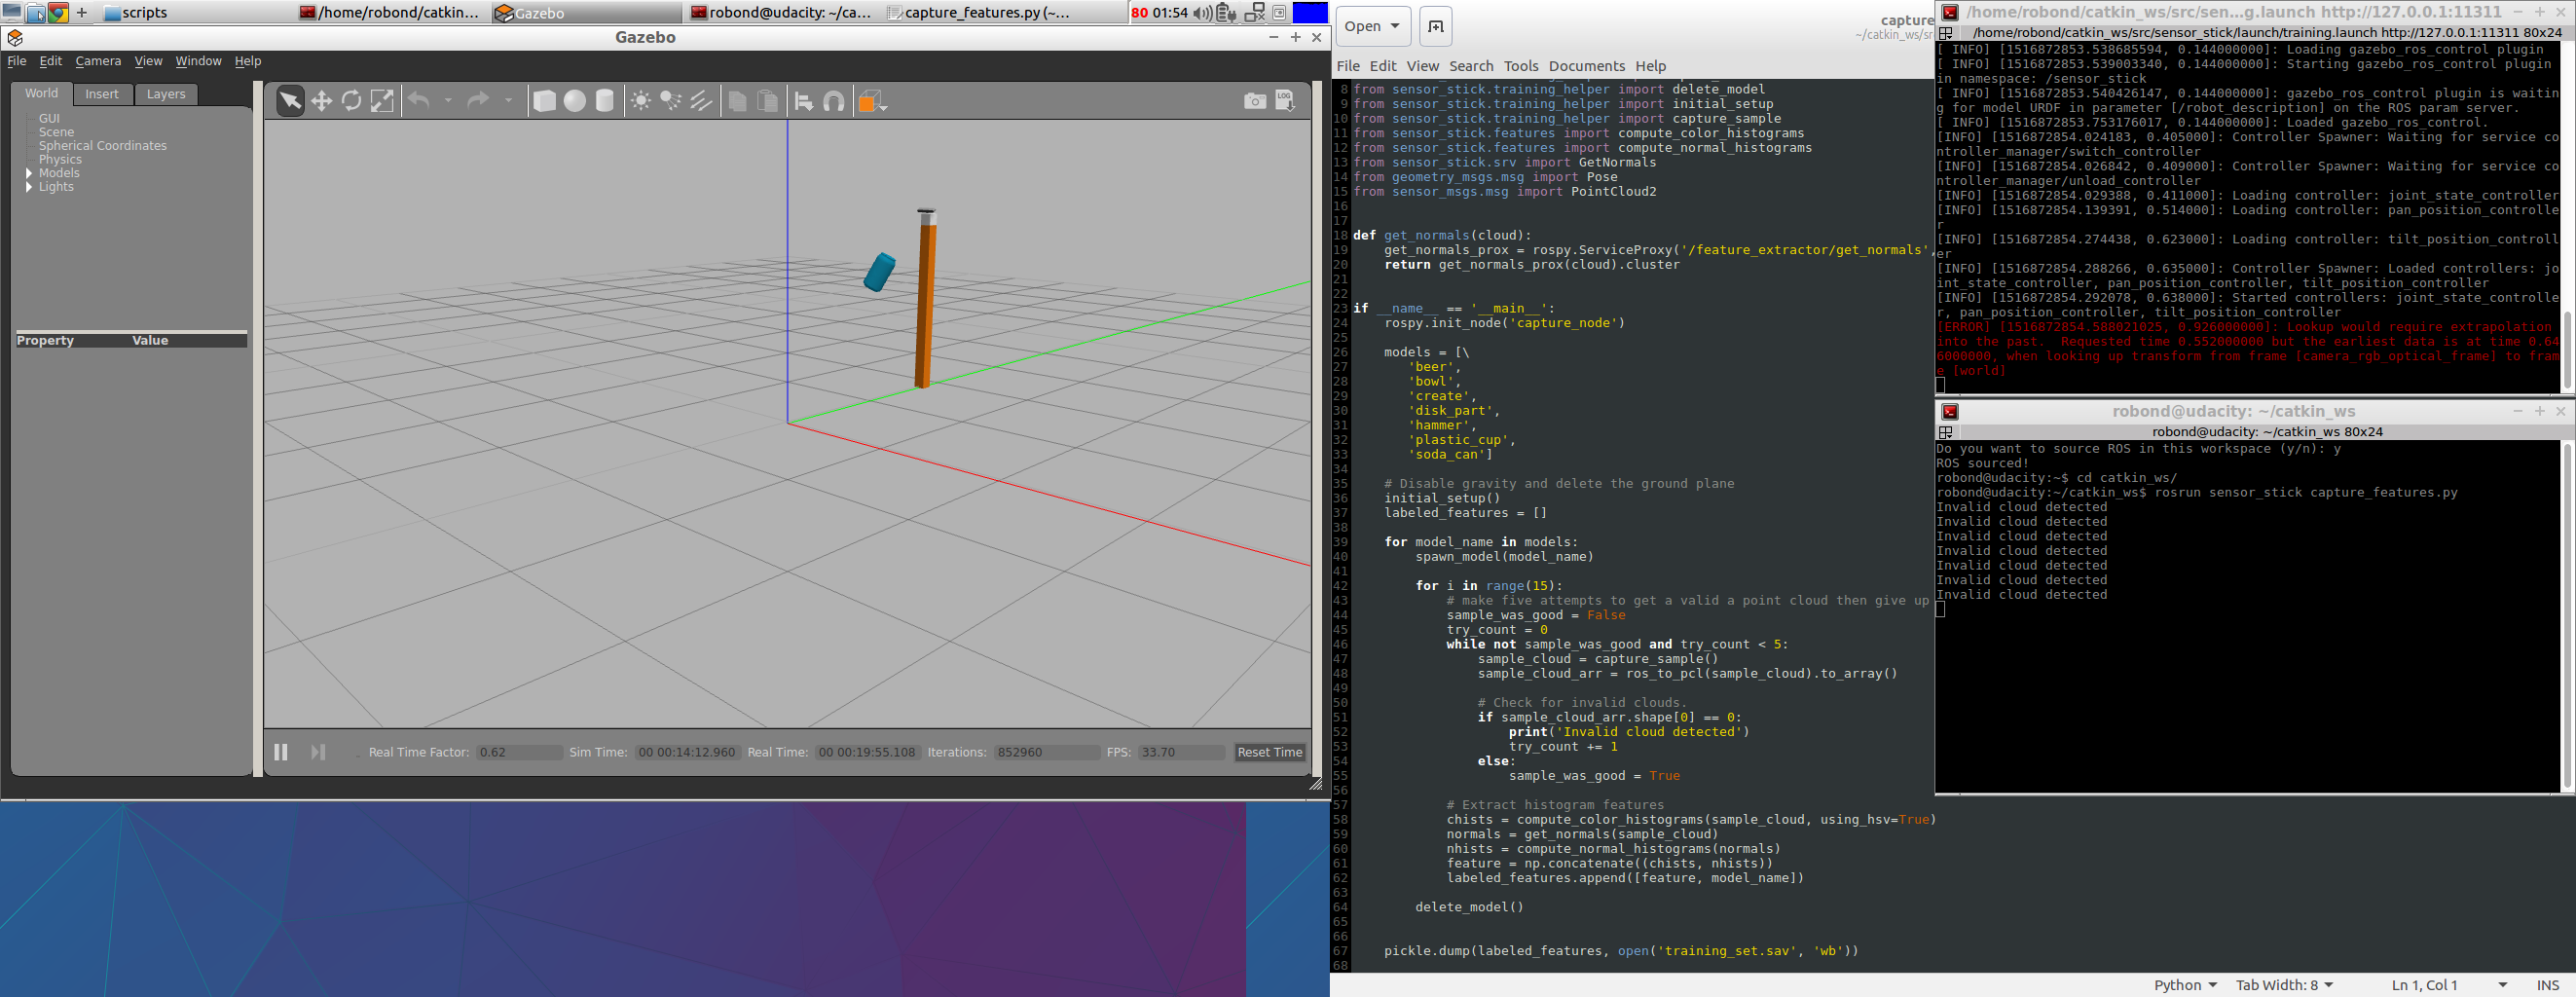 scripts
/home/robond/catkin...
Gazebo
robond@udacity: ~/ca...
capture_features.py (~...
80 01:54
Gazebo
File Edit Camera View Window Help
World Insert Layers
GUI
Scene
Spherical Coordinates
Physics
Models
Lights
Property Value
LOG
Real Time Factor: 0.62 Sim Time: 00 00:14:12.960 Real Time: 00 00:19:55.108 Iterations: 852960 FPS: 33.70 Reset Time
Open
capture
~/catkin_ws/sr
File Edit View Search Tools Documents Help
8 from sensor_stick.training_helper import delete_model
9 from sensor_stick.training_helper import initial_setup
10 from sensor_stick.training_helper import capture_sample
11 from sensor_stick.features import compute_color_histograms
12 from sensor_stick.features import compute_normal_histograms
13 from sensor_stick.srv import GetNormals
14 from geometry_msgs.msg import Pose
15 from sensor_msgs.msg import PointCloud2
16
17
18 def get_normals(cloud):
19 get_normals_prox = rospy.ServiceProxy('/feature_extractor/get_normals',
20 return get_normals_prox(cloud).cluster
21
22
23 if __name__ == '__main__':
24 rospy.init_node('capture_node')
25
26 models = [\
27 'beer',
28 'bowl',
29 'create',
30 'disk_part',
31 'hammer',
32 'plastic_cup',
33 'soda_can']
34
35 # Disable gravity and delete the ground plane
36 initial_setup()
37 labeled_features = []
38
39 for model_name in models:
40 spawn_model(model_name)
41
42 for i in range(15):
43 # make five attempts to get a valid a point cloud then give up
44 sample_was_good = False
45 try_count = 0
46 while not sample_was_good and try_count < 5:
47 sample_cloud = capture_sample()
48 sample_cloud_arr = ros_to_pcl(sample_cloud).to_array()
49
50 # Check for invalid clouds.
51 if sample_cloud_arr.shape[0] == 0:
52 print('Invalid cloud detected')
53 try_count += 1
54 else:
55 sample_was_good = True
56
57 # Extract histogram features
58 chists = compute_color_histograms(sample_cloud, using_hsv=True)
59 normals = get_normals(sample_cloud)
60 nhists = compute_normal_histograms(normals)
61 feature = np.concatenate((chists, nhists))
62 labeled_features.append([feature, model_name])
63
64 delete_model()
65
66
67 pickle.dump(labeled_features, open('training_set.sav', 'wb'))
68
Python Tab Width: 8 Ln 1, Col 1 INS
/home/robond/catkin_ws/src/sen...g.launch http://127.0.0.1:11311
/home/robond/catkin_ws/src/sensor_stick/launch/training.launch http://127.0.0.1:11311 80x24
[ INFO] [1516872853.538685594, 0.144000000]: Loading gazebo_ros_control plugin
[ INFO] [1516872853.539003340, 0.144000000]: Starting gazebo_ros_control plugin
in namespace: /sensor_stick
[ INFO] [1516872853.540426147, 0.144000000]: gazebo_ros_control plugin is waitin
g for model URDF in parameter [/robot_description] on the ROS param server.
[ INFO] [1516872853.753176017, 0.144000000]: Loaded gazebo_ros_control.
[INFO] [1516872854.024183, 0.405000]: Controller Spawner: Waiting for service co
ntroller_manager/switch_controller
[INFO] [1516872854.026842, 0.409000]: Controller Spawner: Waiting for service co
ntroller_manager/unload_controller
[INFO] [1516872854.029388, 0.411000]: Loading controller: joint_state_controller
[INFO] [1516872854.139391, 0.514000]: Loading controller: pan_position_controlle
r
[INFO] [1516872854.274438, 0.623000]: Loading controller: tilt_position_controll
er
[INFO] [1516872854.288266, 0.635000]: Controller Spawner: Loaded controllers: jo
int_state_controller, pan_position_controller, tilt_position_controller
[INFO] [1516872854.292078, 0.638000]: Started controllers: joint_state_controlle
r, pan_position_controller, tilt_position_controller
[ERROR] [1516872854.588021025, 0.926000000]: Lookup would require extrapolation
into the past. Requested time 0.552000000 but the earliest data is at time 0.64
6000000, when looking up transform from frame [camera_rgb_optical_frame] to fram
e [world]
robond@udacity: ~/catkin_ws
robond@udacity: ~/catkin_ws 80x24
Do you want to source ROS in this workspace (y/n): y
ROS sourced!
robond@udacity:~$ cd catkin_ws/
robond@udacity:~/catkin_ws$ rosrun sensor_stick capture_features.py
Invalid cloud detected
Invalid cloud detected
Invalid cloud detected
Invalid cloud detected
Invalid cloud detected
Invalid cloud detected
Invalid cloud detected